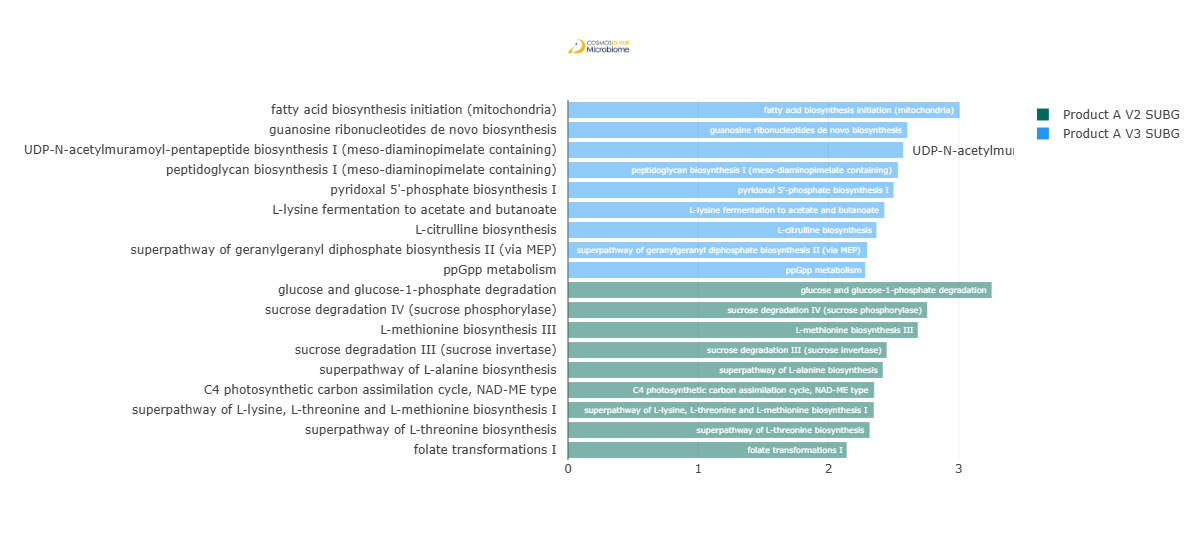 COSMOSID-HUB
Microbiome
fatty acid biosynthesis initiation (mitochondria)
fatty acid biosynthesis initiation (mitochondria)
guanosine ribonucleotides de novo biosynthesis
guanosine ribonucleotides de novo biosynthesis
UDP-N-acetylmuramoyl-pentapeptide biosynthesis I (meso-diaminopimelate containing)
UDP-N-acetylmur
peptidoglycan biosynthesis I (meso-diaminopimelate containing)
peptidoglycan biosynthesis I (meso-diaminopimelate containing)
pyridoxal 5'-phosphate biosynthesis I
pyridoxal 5'-phosphate biosynthesis I
L-lysine fermentation to acetate and butanoate
L-lysine fermentation to acetate and butanoate
L-citrulline biosynthesis
L-citrulline biosynthesis
superpathway of geranylgeranyl diphosphate biosynthesis II (via MEP)
superpathway of geranylgeranyl diphosphate biosynthesis II (via MEP)
ppGpp metabolism
ppGpp metabolism
glucose and glucose-1-phosphate degradation
glucose and glucose-1-phosphate degradation
sucrose degradation IV (sucrose phosphorylase)
sucrose degradation IV (sucrose phosphorylase)
L-methionine biosynthesis III
L-methionine biosynthesis III
sucrose degradation III (sucrose invertase)
sucrose degradation III (sucrose invertase)
superpathway of L-alanine biosynthesis
superpathway of L-alanine biosynthesis
C4 photosynthetic carbon assimilation cycle, NAD-ME type
C4 photosynthetic carbon assimilation cycle, NAD-ME type
superpathway of L-lysine, L-threonine and L-methionine biosynthesis I
superpathway of L-lysine, L-threonine and L-methionine biosynthesis I
superpathway of L-threonine biosynthesis
superpathway of L-threonine biosynthesis
folate transformations I
folate transformations I
0 1 2 3
Product A V2 SUBG
Product A V3 SUBG